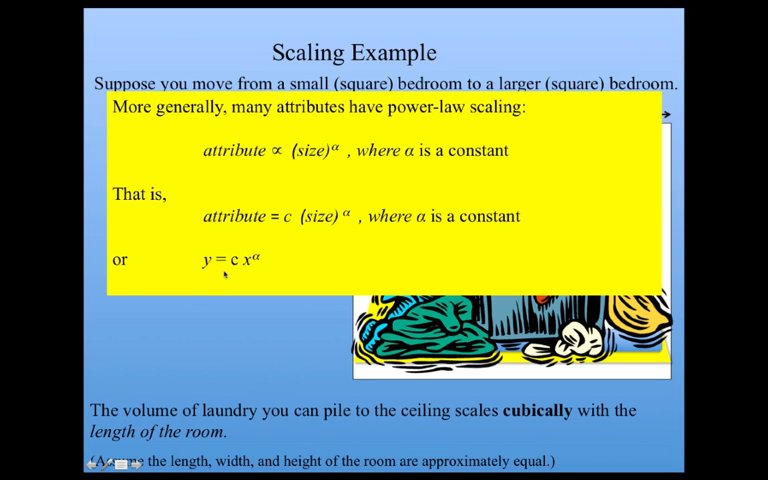 Scaling Example
Suppose you move from a small (square) bedroom to a larger (square) bedroom.
More generally, many attributes have power-law scaling:
attribute ∝ (size)^α , where α is a constant
That is,
attribute = c (size)^α , where α is a constant
or y = c x^α
The volume of laundry you can pile to the ceiling scales cubically with the
length of the room.
the length, width, and height of the room are approximately equal.)